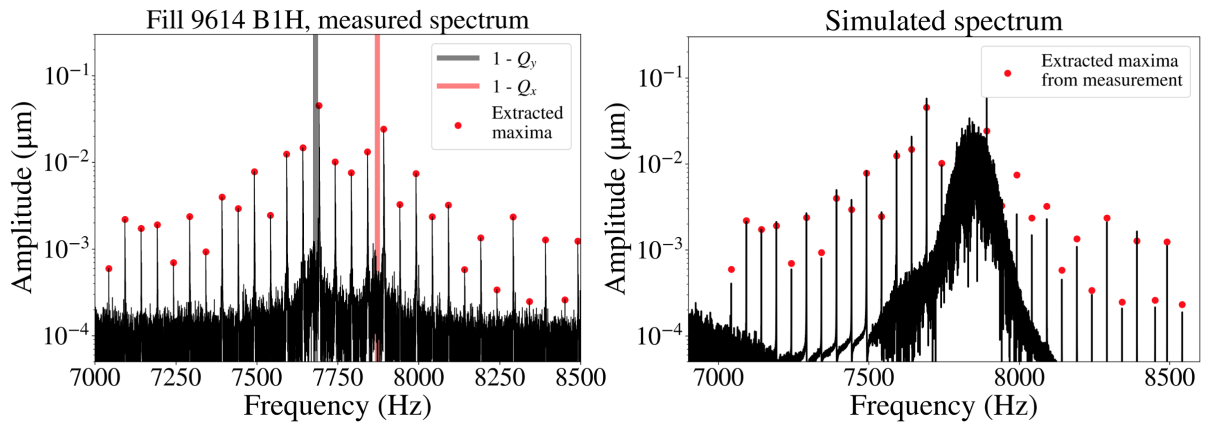 Fill 9614 B1H, measured spectrum
Amplitude (μm)
10⁻¹
10⁻²
10⁻³
10⁻⁴
1 - Qy
1 - Qx
Extracted
maxima
7000 7250 7500 7750 8000 8250 8500
Frequency (Hz)
Simulated spectrum
Amplitude (μm)
10⁻¹
10⁻²
10⁻³
10⁻⁴
Extracted maxima
from measurement
7000 7500 8000 8500
Frequency (Hz)